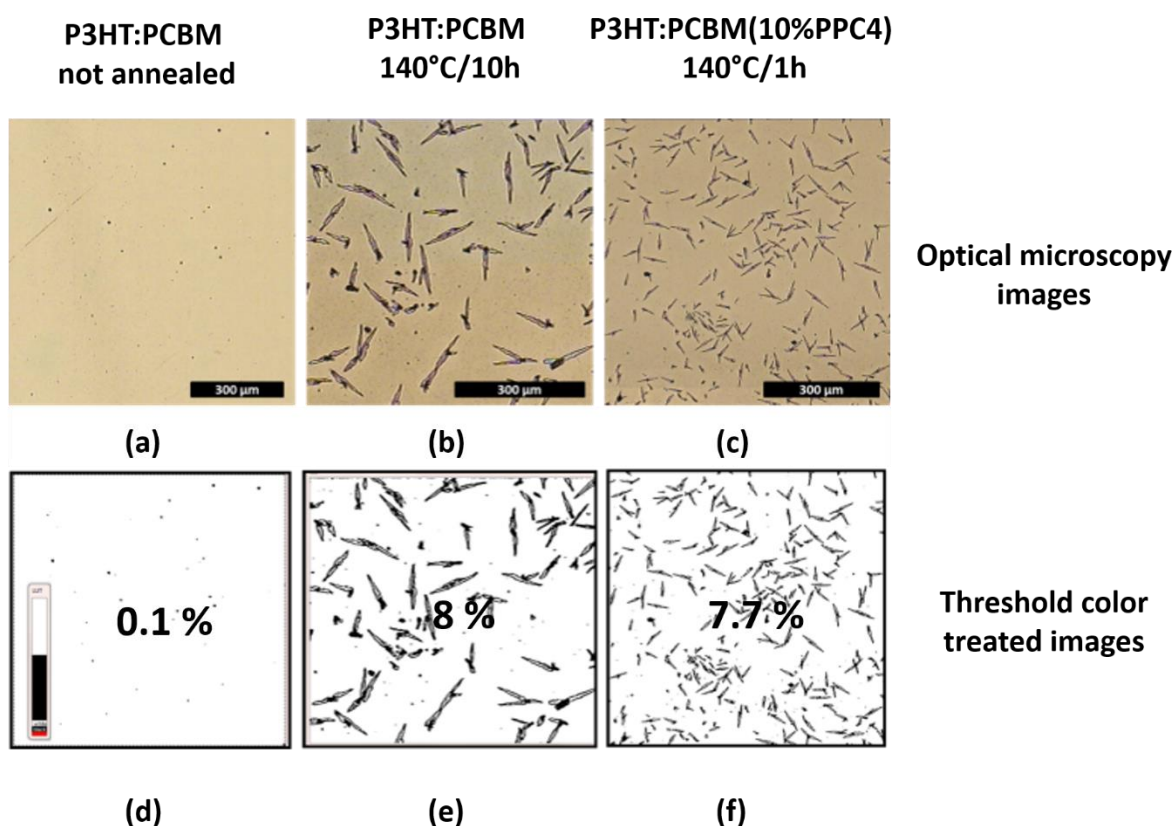 P3HT:PCBM
not annealed
P3HT:PCBM
140°C/10h
P3HT:PCBM(10%PPC4)
140°C/1h
300 µm
300 µm
300 µm
Optical microscopy
images
(a)
(b)
(c)
0.1 %
8 %
7.7 %
Threshold color
treated images
(d)
(e)
(f)